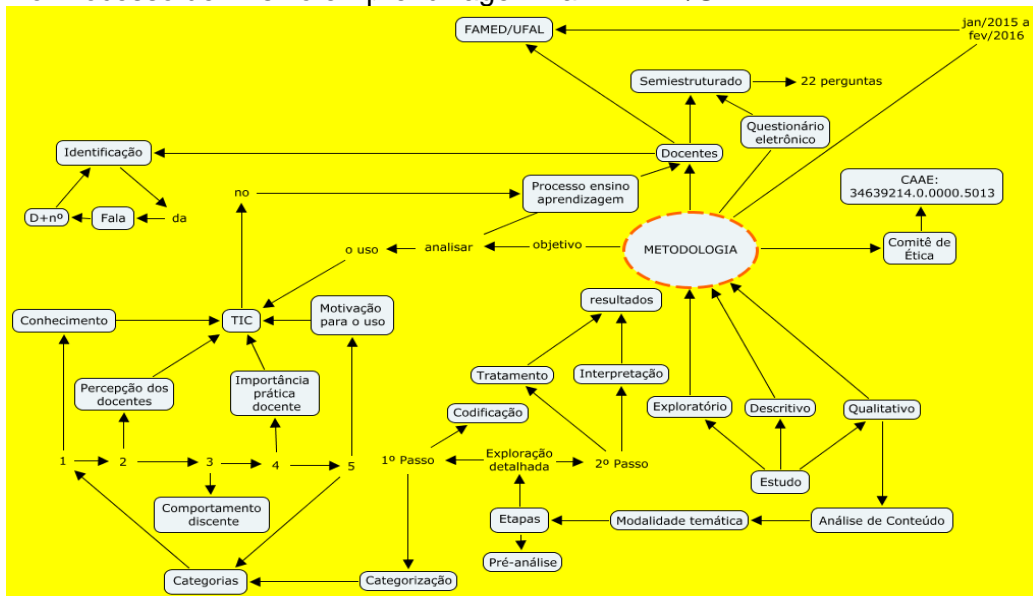 FAMED/UFAL
jan/2015 a
fev/2016
Semiestruturado
22 perguntas
Questionário
eletrônico
Identificação
Docentes
CAAE:
34639214.0.0000.5013
no
Processo ensino
aprendizagem
D+nº
Fala
da
o uso
analisar
objetivo
METODOLOGIA
Comitê de
Ética
resultados
Conhecimento
TIC
Motivação
para o uso
Tratamento
Interpretação
Percepção dos
docentes
Importância
prática
docente
Codificação
Exploratório
Descritivo
Qualitativo
1
2
3
4
5
1º Passo
Exploração
detalhada
2º Passo
Estudo
Comportamento
discente
Etapas
Modalidade temática
Análise de Conteúdo
Pré-análise
Categorias
Categorização